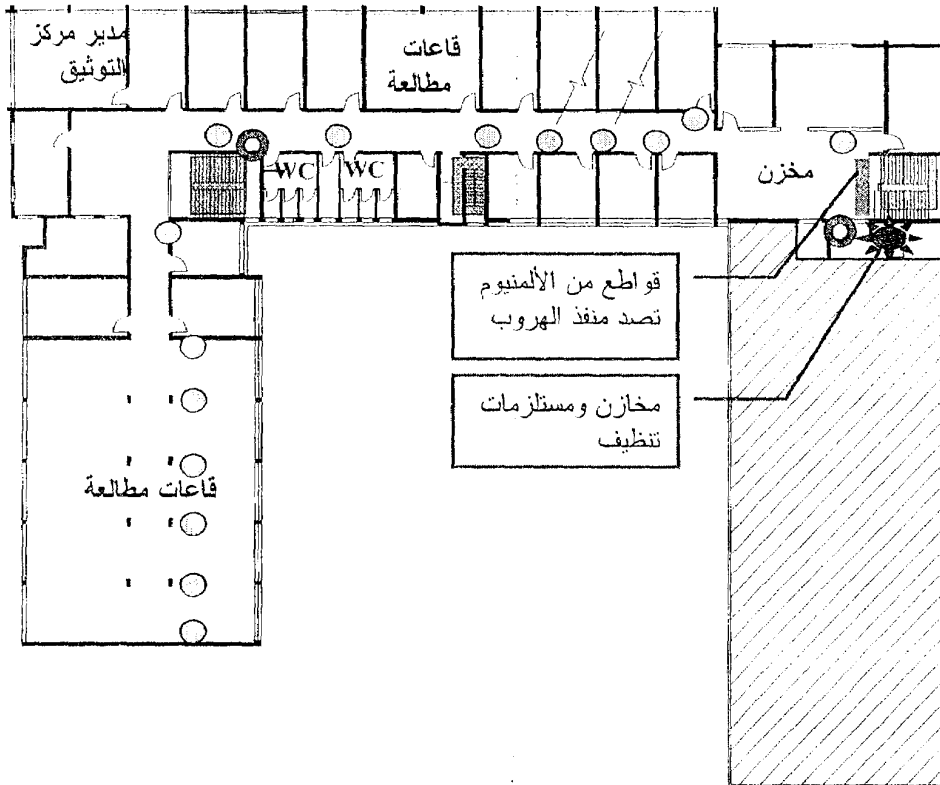 مدير مركز
التوثيق
قاعات
مطالعة
WC
WC
مخزن
قواطع من الألمنيوم
تصد منفذ الهروب
مخازن ومستلزمات
تنظيف
قاعات مطالعة